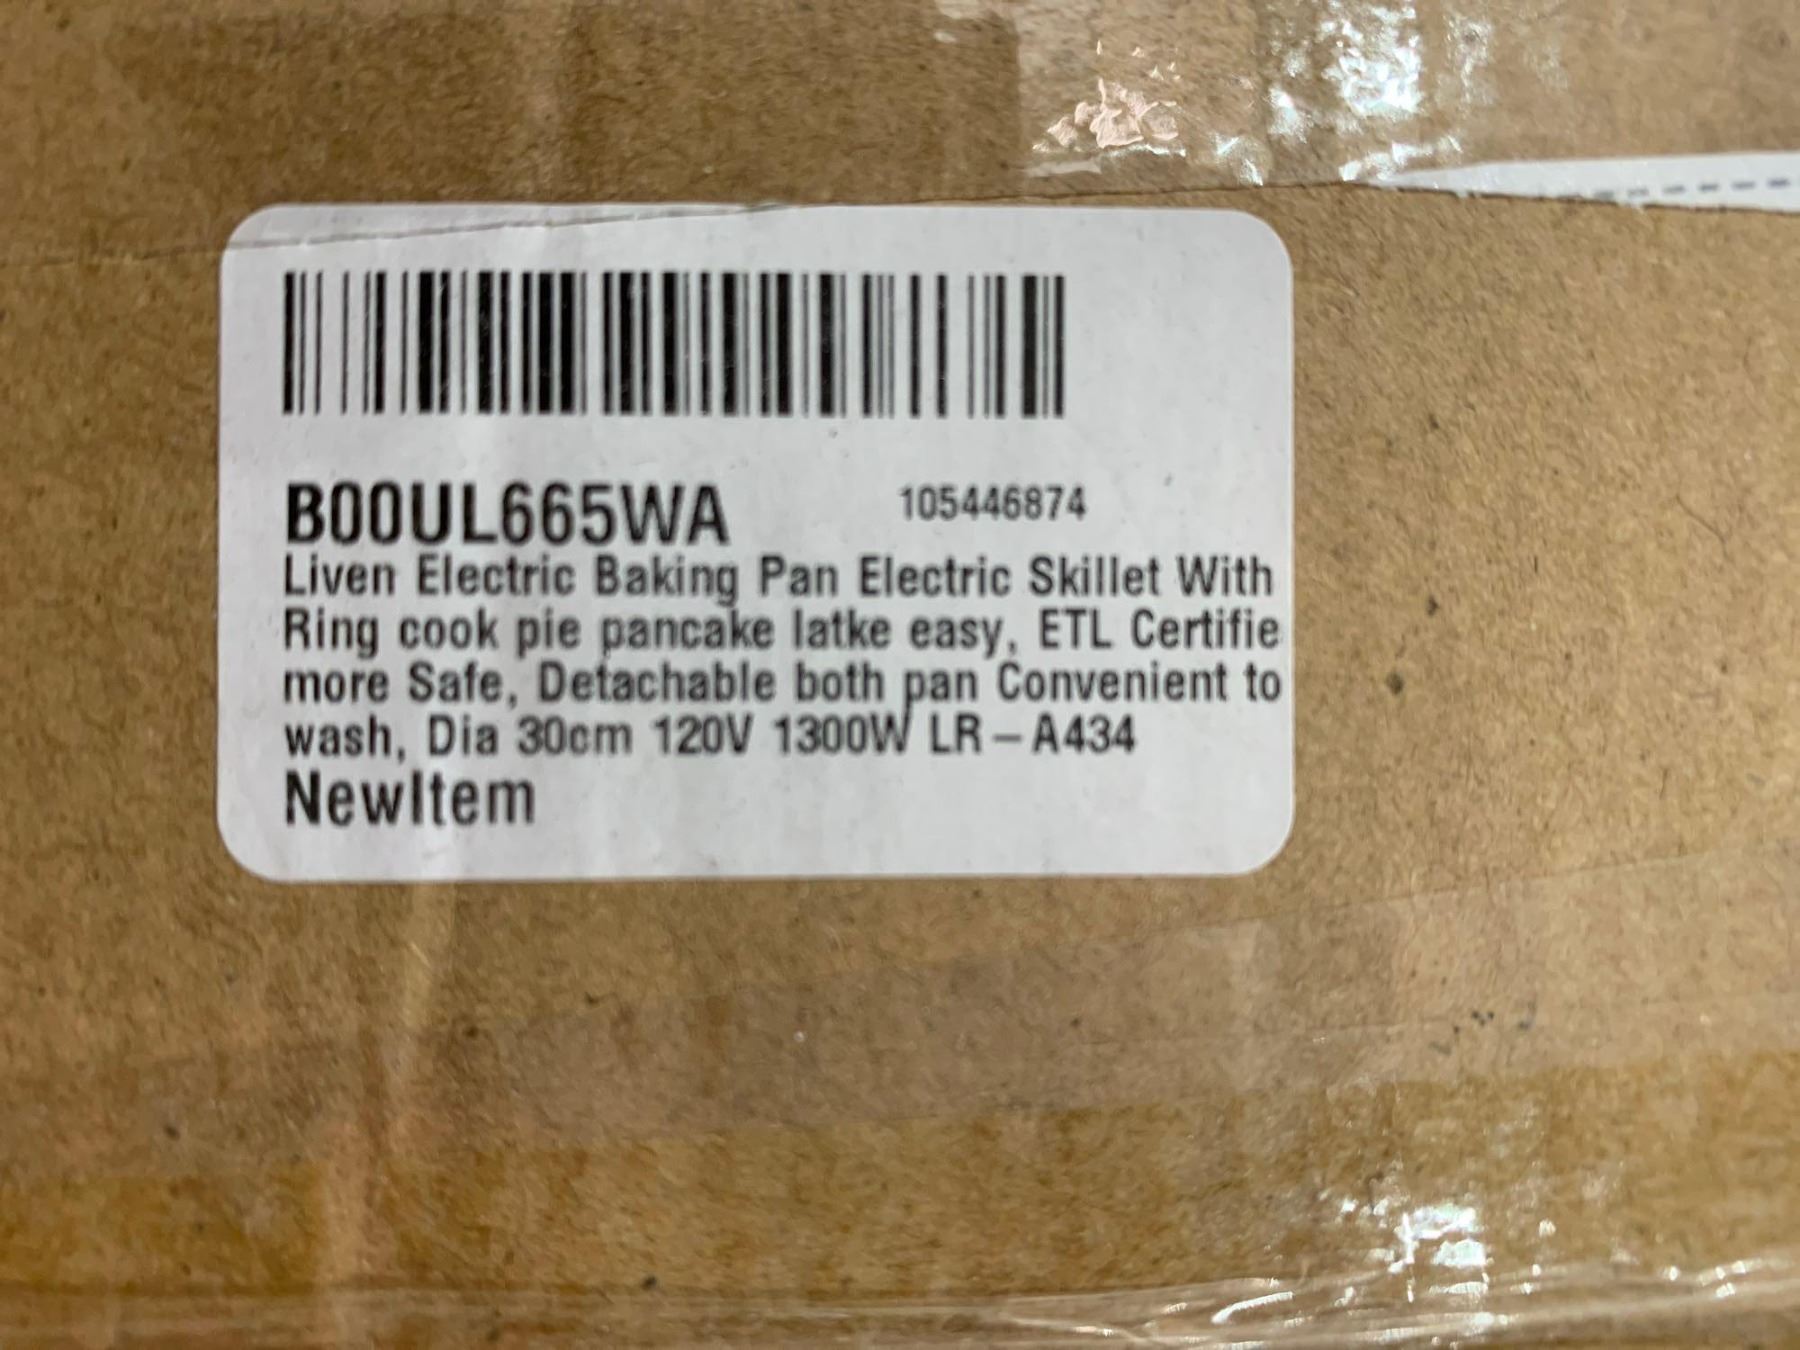 B00UL665WA 105446874
Liven Electric Baking Pan Electric Skillet With
Ring cook pie pancake latke easy, ETL Certifie
more Safe, Detachable both pan Convenient to
wash, Dia 30cm 120V 1300W LR-A434
NewItem